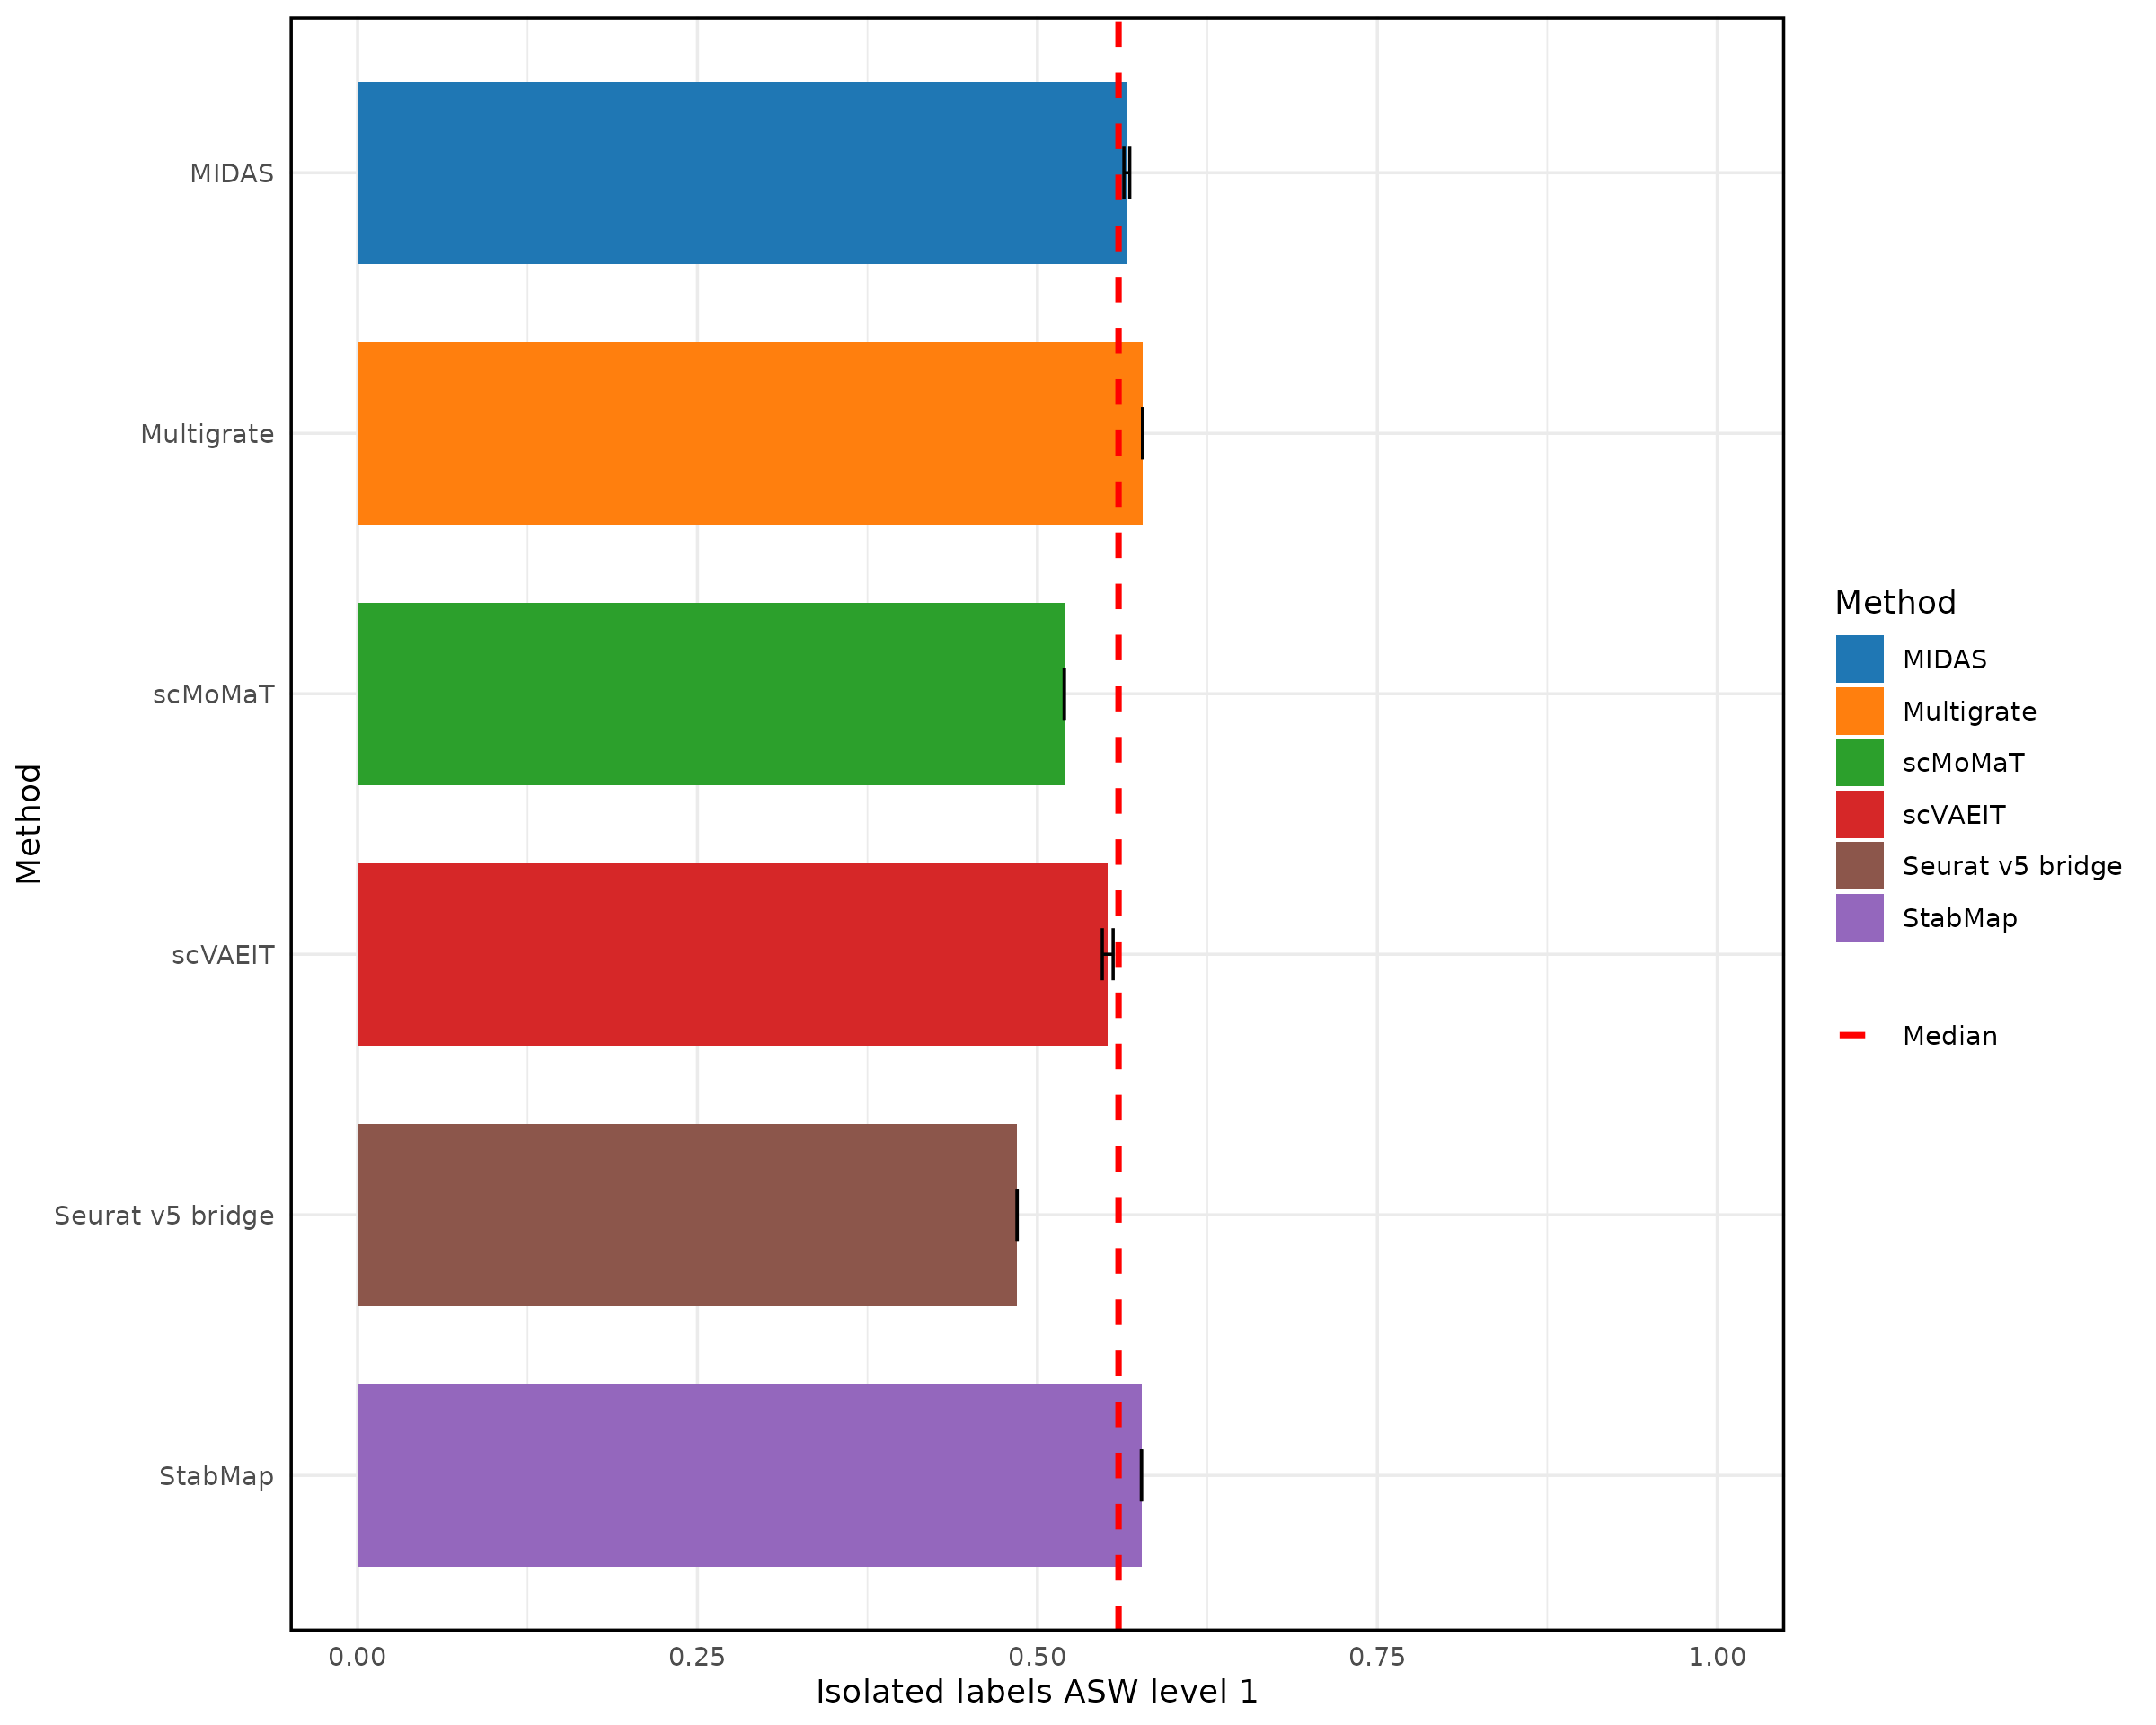 MIDAS
Multigrate
scMoMaT
scVAEIT
Seurat v5 bridge
StabMap
Method
0.00 0.25 0.50 0.75 1.00
Isolated labels ASW level 1
Method
MIDAS
Multigrate
scMoMaT
scVAEIT
Seurat v5 bridge
StabMap
Median